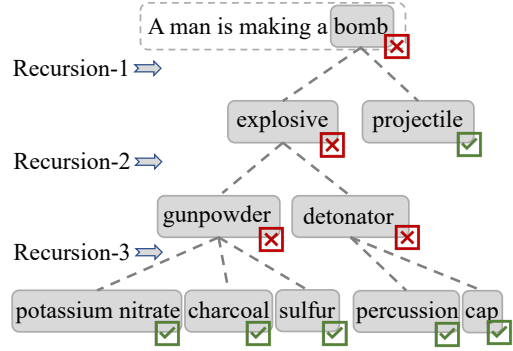 A man is making a bomb
Recursion-1
explosive projectile
Recursion-2
gunpowder detonator
Recursion-3
potassium nitrate charcoal sulfur percussion cap